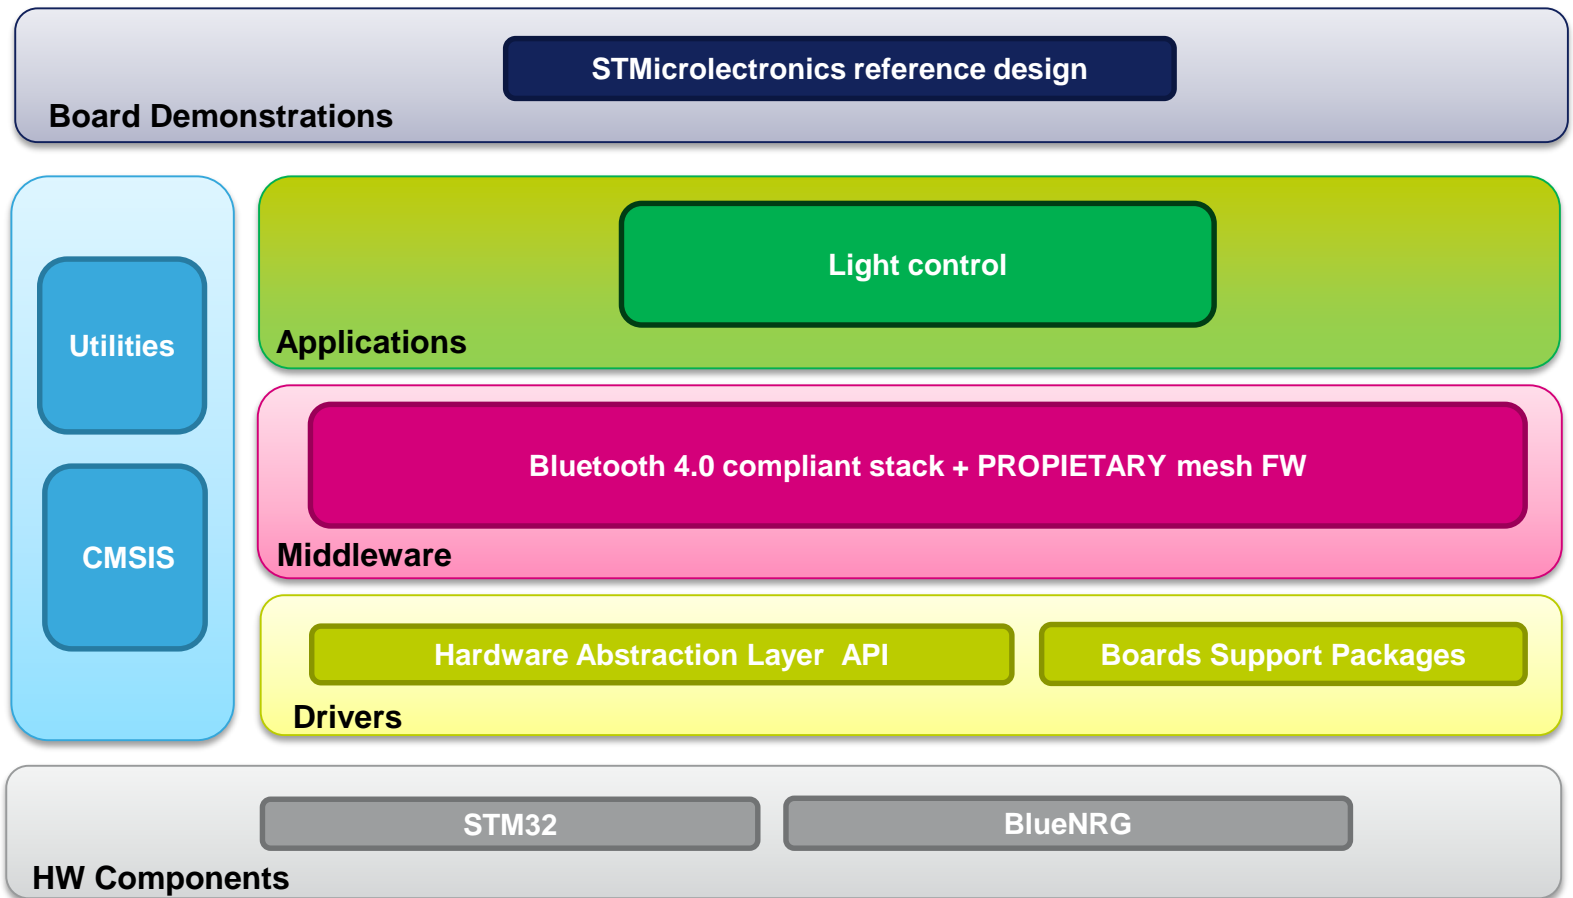 STMicrolectronics reference design
Board Demonstrations
Utilities
CMSIS
Light control
Applications
Bluetooth 4.0 compliant stack + PROPIETARY mesh FW
Middleware
Hardware Abstraction Layer API
Boards Support Packages
Drivers
STM32
BlueNRG
HW Components